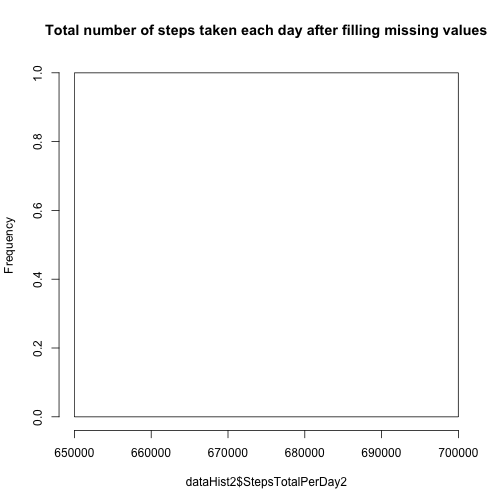 Total number of steps taken each day after filling missing values
Frequency
1.0
0.8
0.6
0.4
0.2
0.0
650000 660000 670000 680000 690000 700000
dataHist2$StepsTotalPerDay2